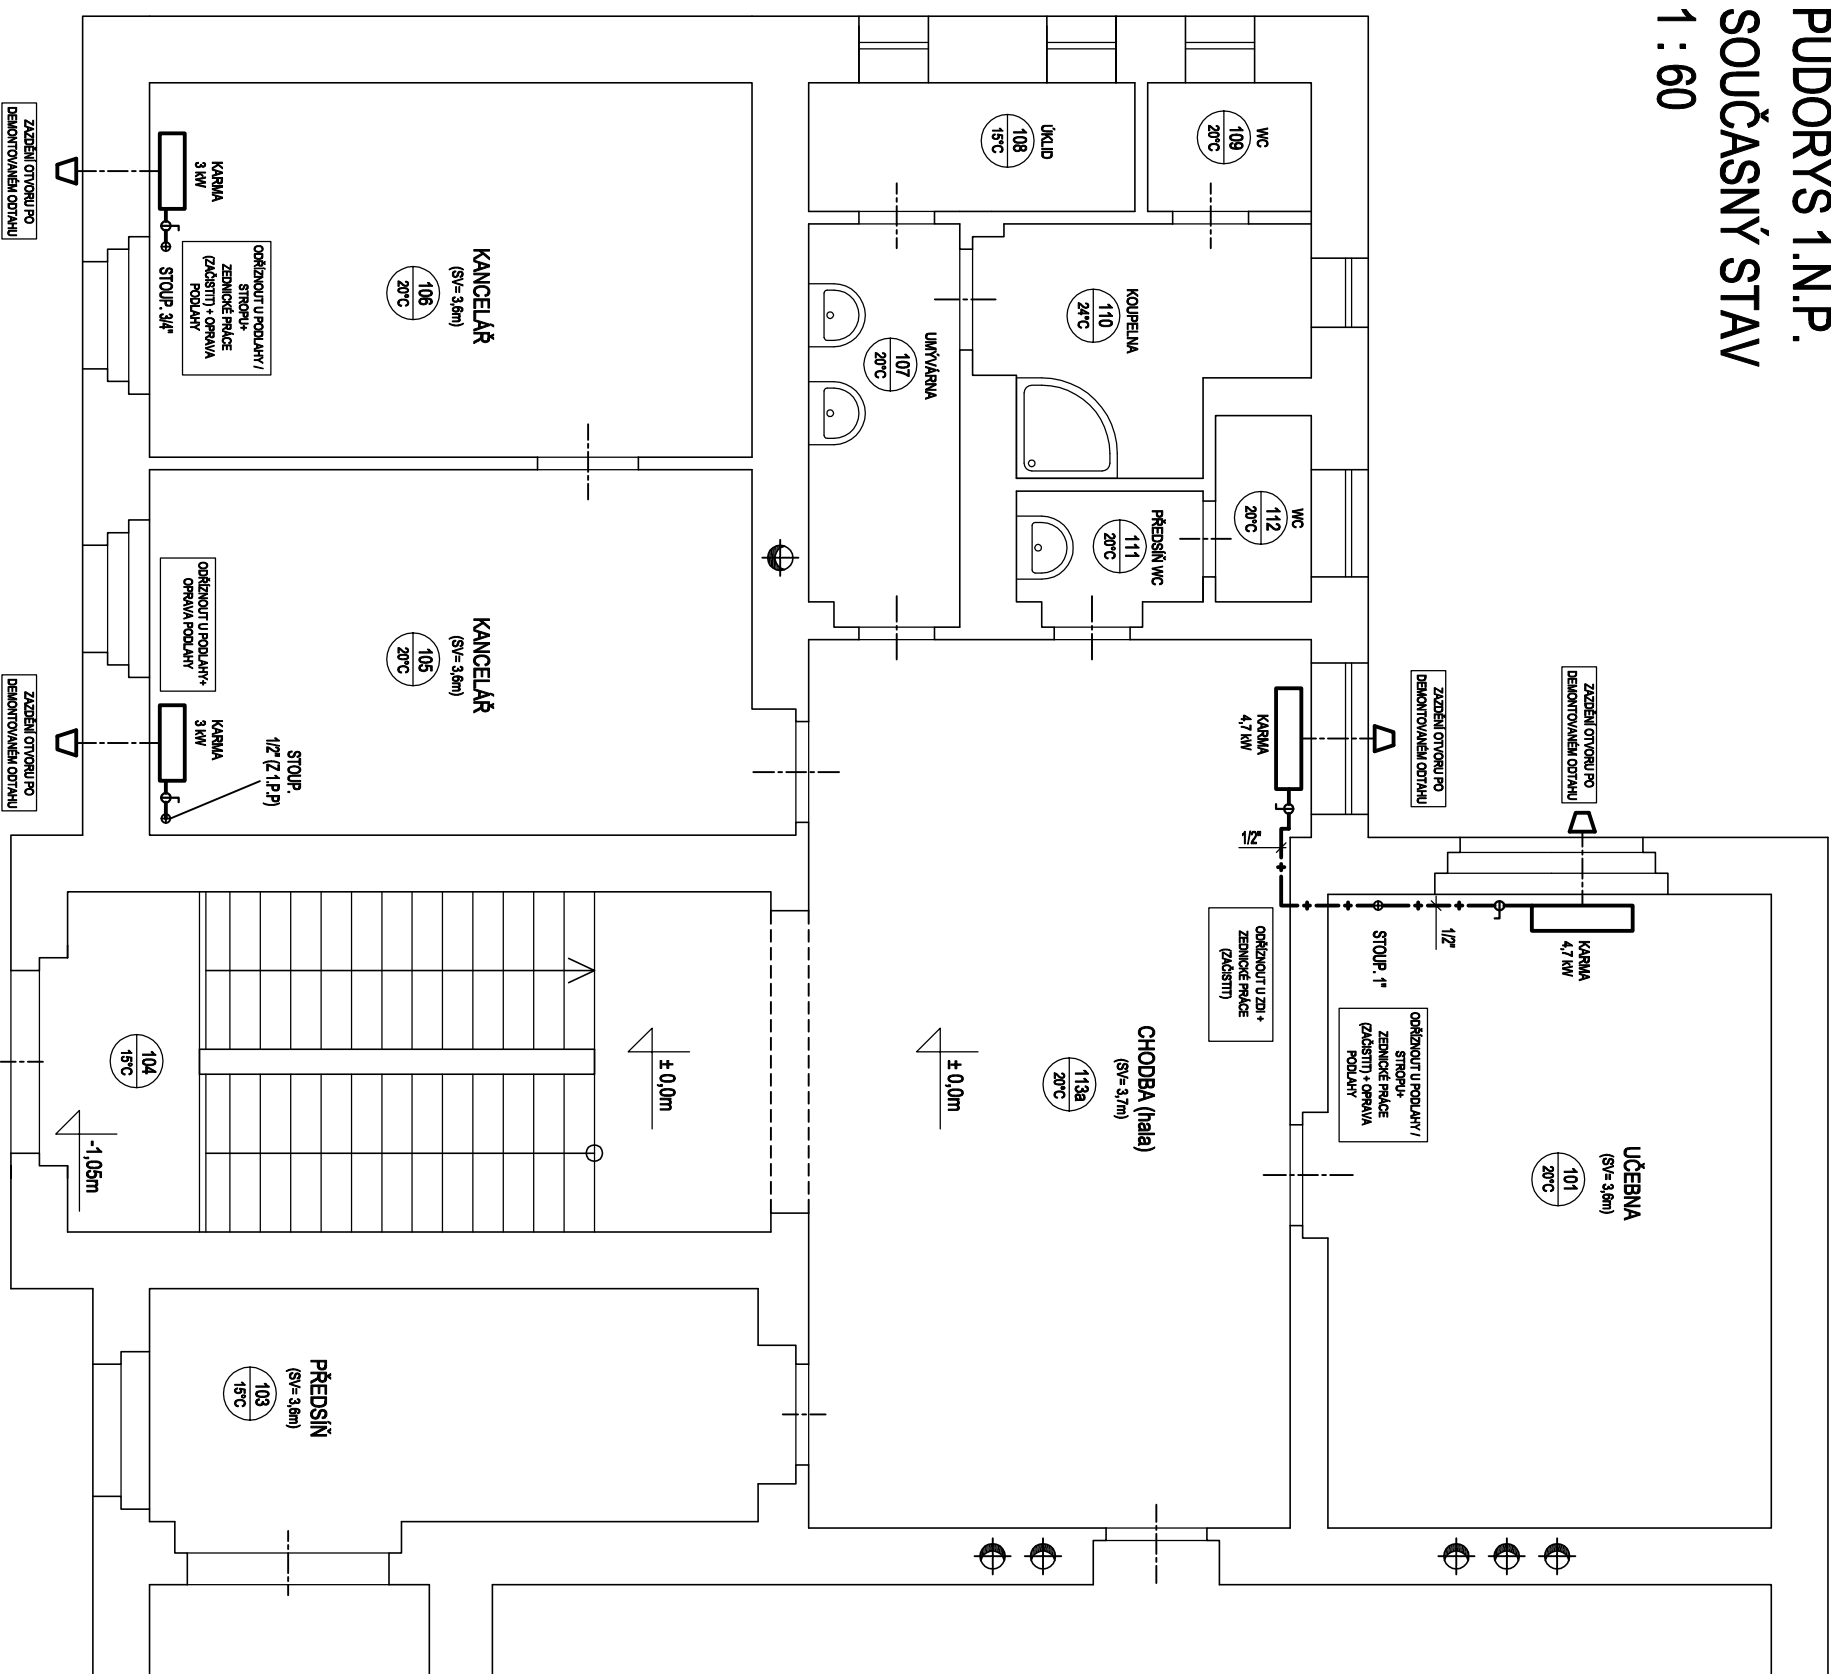 PUDORYS 1.N.P.
SOUČASNÝ STAV
1 : 60
WC
109
20°C
ÚKLID
108
15°C
KOUPELNA
110
24°C
UMÝVÁRNA
107
20°C
WC
112
20°C
PŘEDSÍŇ WC
111
20°C
KANCELÁŘ
(SV= 3,6m)
106
20°C
KARMA
3 kW
STOUP. 3/4"
ODŘÍZNOUT U PODLAHY /
STROPU+
ZEDNICKÉ PRÁCE
(ZAČISTIT) + OPRAVA
PODLAHY
ZAZDĚNÍ OTVORU PO
DEMONTOVANÉM ODTAHU
KANCELÁŘ
(SV= 3,6m)
105
20°C
ODŘÍZNOUT U PODLAHY+
OPRAVA PODLAHY
KARMA
3 kW
STOUP.
1/2" (Z 1.P.P)
ZAZDĚNÍ OTVORU PO
DEMONTOVANÉM ODTAHU
ZAZDĚNÍ OTVORU PO
DEMONTOVANÉM ODTAHU
ZAZDĚNÍ OTVORU PO
DEMONTOVANÉM ODTAHU
KARMA
4,7 kW
1/2"
KARMA
4,7 kW
1/2"
STOUP. 1"
ODŘÍZNOUT U ZDI +
ZEDNICKÉ PRÁCE
(ZAČISTIT)
ODŘÍZNOUT U PODLAHY /
STROPU+
ZEDNICKÉ PRÁCE
(ZAČISTIT) + OPRAVA
PODLAHY
UČEBNA
(SV= 3,6m)
101
20°C
CHODBA (hala)
(SV= 3,7m)
113a
20°C
± 0,0m
± 0,0m
104
15°C
-1,05m
PŘEDSÍŇ
(SV= 3,6m)
103
15°C